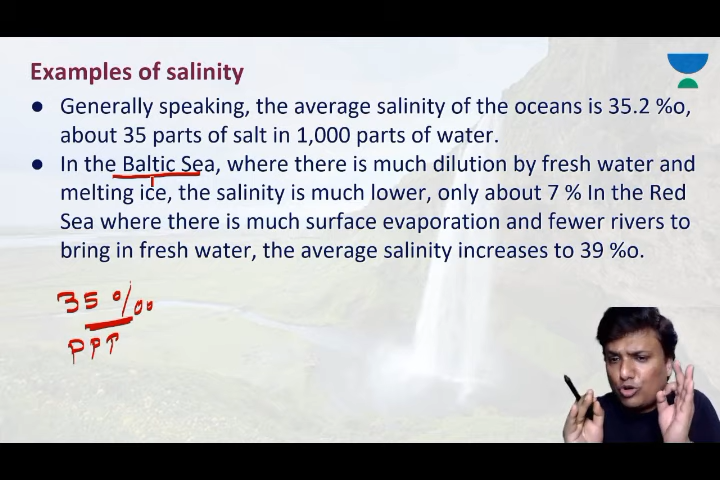 Examples of salinity
● Generally speaking, the average salinity of the oceans is 35.2 %o,
about 35 parts of salt in 1,000 parts of water.
● In the Baltic Sea, where there is much dilution by fresh water and
melting ice, the salinity is much lower, only about 7 % In the Red
Sea where there is much surface evaporation and fewer rivers to
bring in fresh water, the average salinity increases to 39 %o.
35 %00
PPT